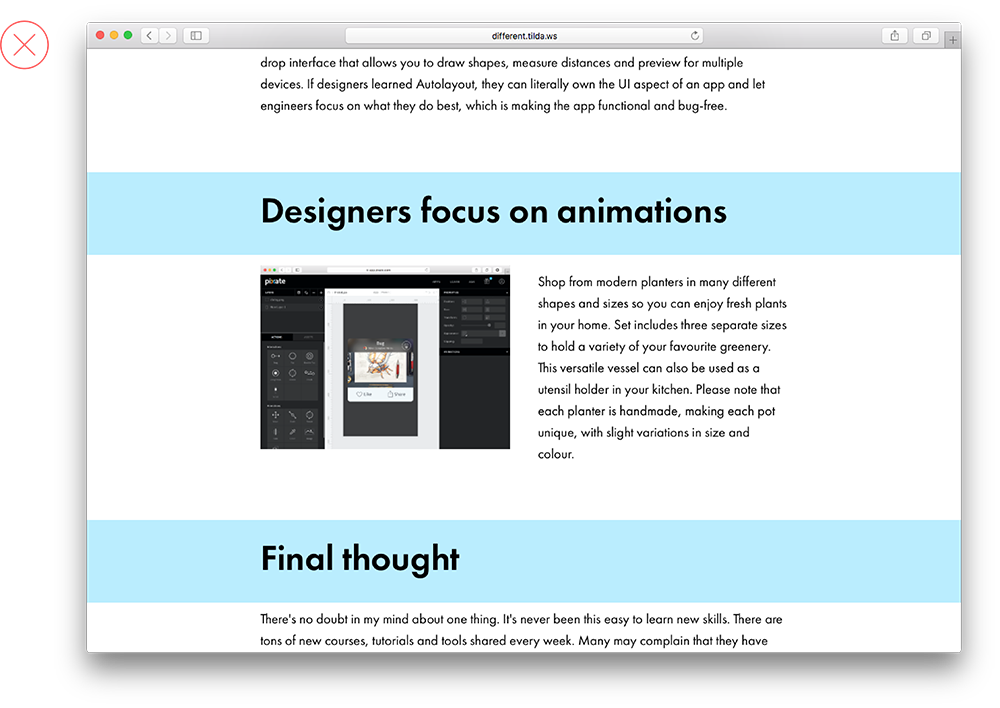 different.tilda.ws
drop interface that allows you to draw shapes, measure distances and preview for multiple
devices. If designers learned Autolayout, they can literally own the UI aspect of an app and let
engineers focus on what they do best, which is making the app functional and bug-free.
Designers focus on animations
pixate
flog
Like
Share
Shop from modern planters in many different
shapes and sizes so you can enjoy fresh plants
in your home. Set includes three separate sizes
to hold a variety of your favourite greenery.
This versatile vessel can also be used as a
utensil holder in your kitchen. Please note that
each planter is handmade, making each pot
unique, with slight variations in size and
colour.
Final thought
There's no doubt in my mind about one thing. It's never been this easy to learn new skills. There are
tons of new courses, tutorials and tools shared every week. Many may complain that they have